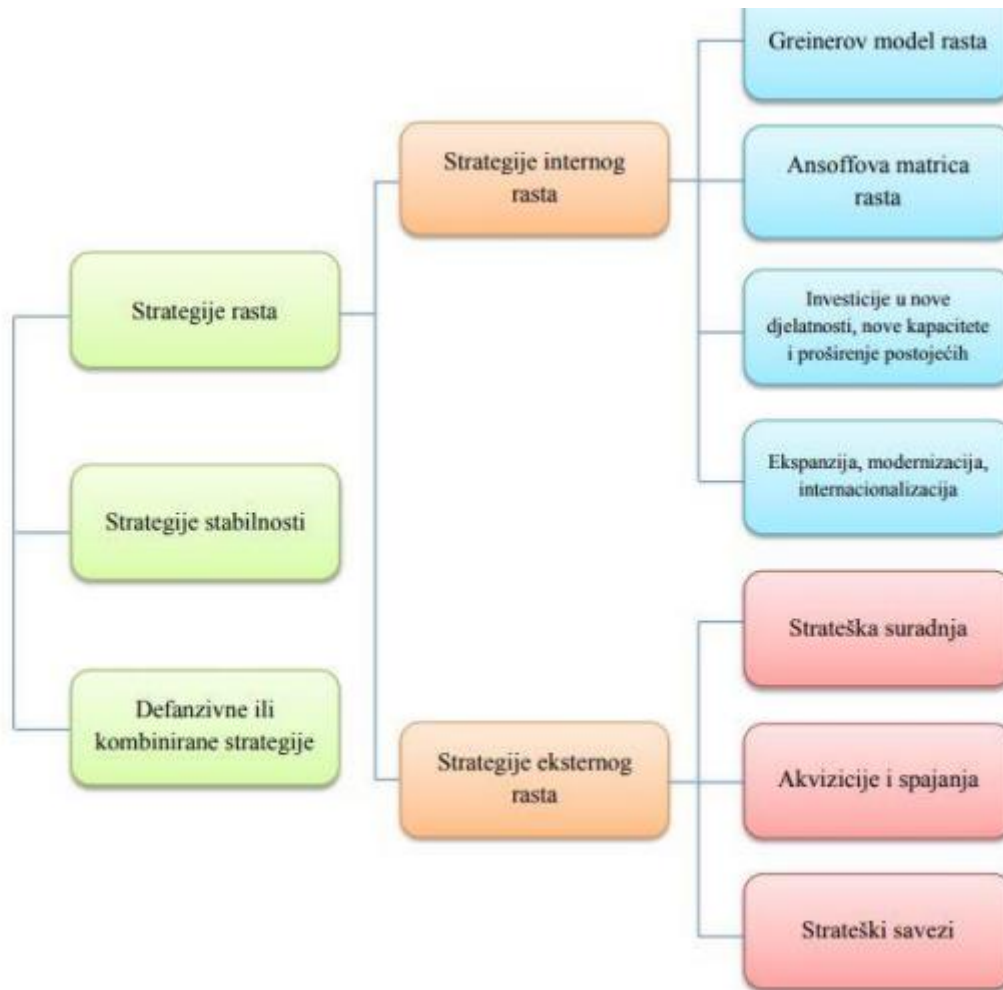 Strategije rasta
Strategije stabilnosti
Defanzivne ili
kombinirane strategije
Strategije internog
rasta
Strategije eksternog
rasta
Greinerov model rasta
Ansoffova matrica
rasta
Investicije u nove
djelatnosti, nove kapacitete
i proširenje postojećih
Ekspanzija, modernizacija,
internacionalizacija
Strateška suradnja
Akvizicije i spajanja
Strateški savezi